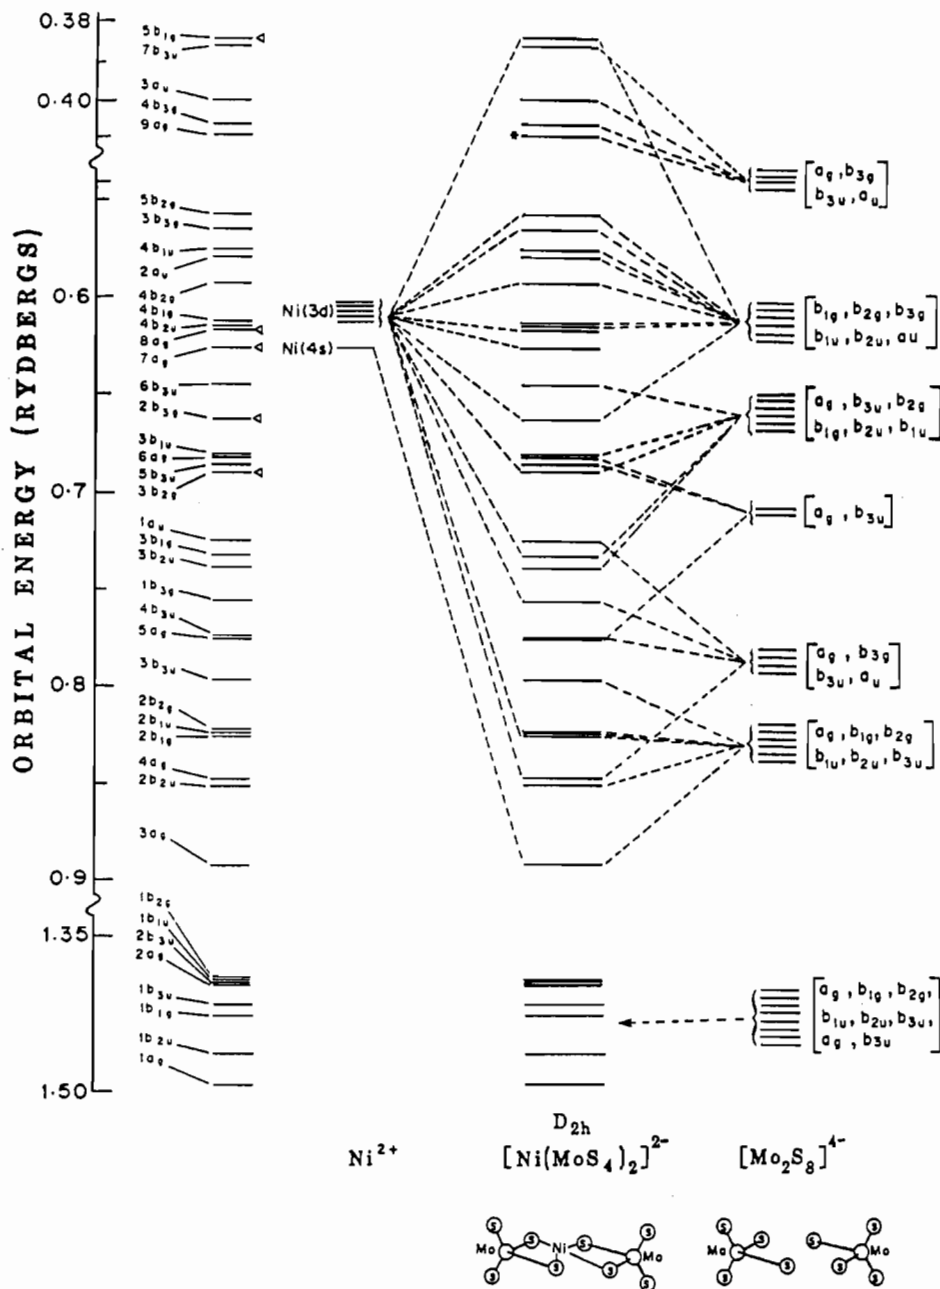 ORBITAL ENERGY (RYDBERGS)
0.38
0.40
0.6
0.7
0.8
0.9
1.35
1.50
5b1g
7b3u
3au
4b3g
9ag
5b2g
3b3g
4b1u
2au
4b2g
4b1g
4b2u
8ag
7ag
6b3u
2b3g
3b1u
6ag
5b3u
3b2g
1au
3b1g
3b2u
1b3g
4b3u
5ag
3b3u
2b2g
2b1u
2b1g
4ag
2b2u
3ag
1b2g
1b1u
2b3u
2ag
1b3u
1b1g
1b2u
1ag
Ni(3d)
Ni(4s)
*
[ag, b3g
b3u, au]
[b1g, b2g, b3g
b1u, b2u, au]
[ag, b3u, b2g
b1g, b2u, b1u]
[ag, b3u]
[ag, b3g
b3u, au]
[ag, b1g, b2g
b1u, b2u, b3u]
[ag, b1g, b2g,
b1u, b2u, b3u,
ag, b3u]
Ni2+
D2h
[Ni(MoS4)2]2-
[Mo2S8]4-
S S Mo S S Ni S S Mo S S
S S Mo S S S S Mo S S